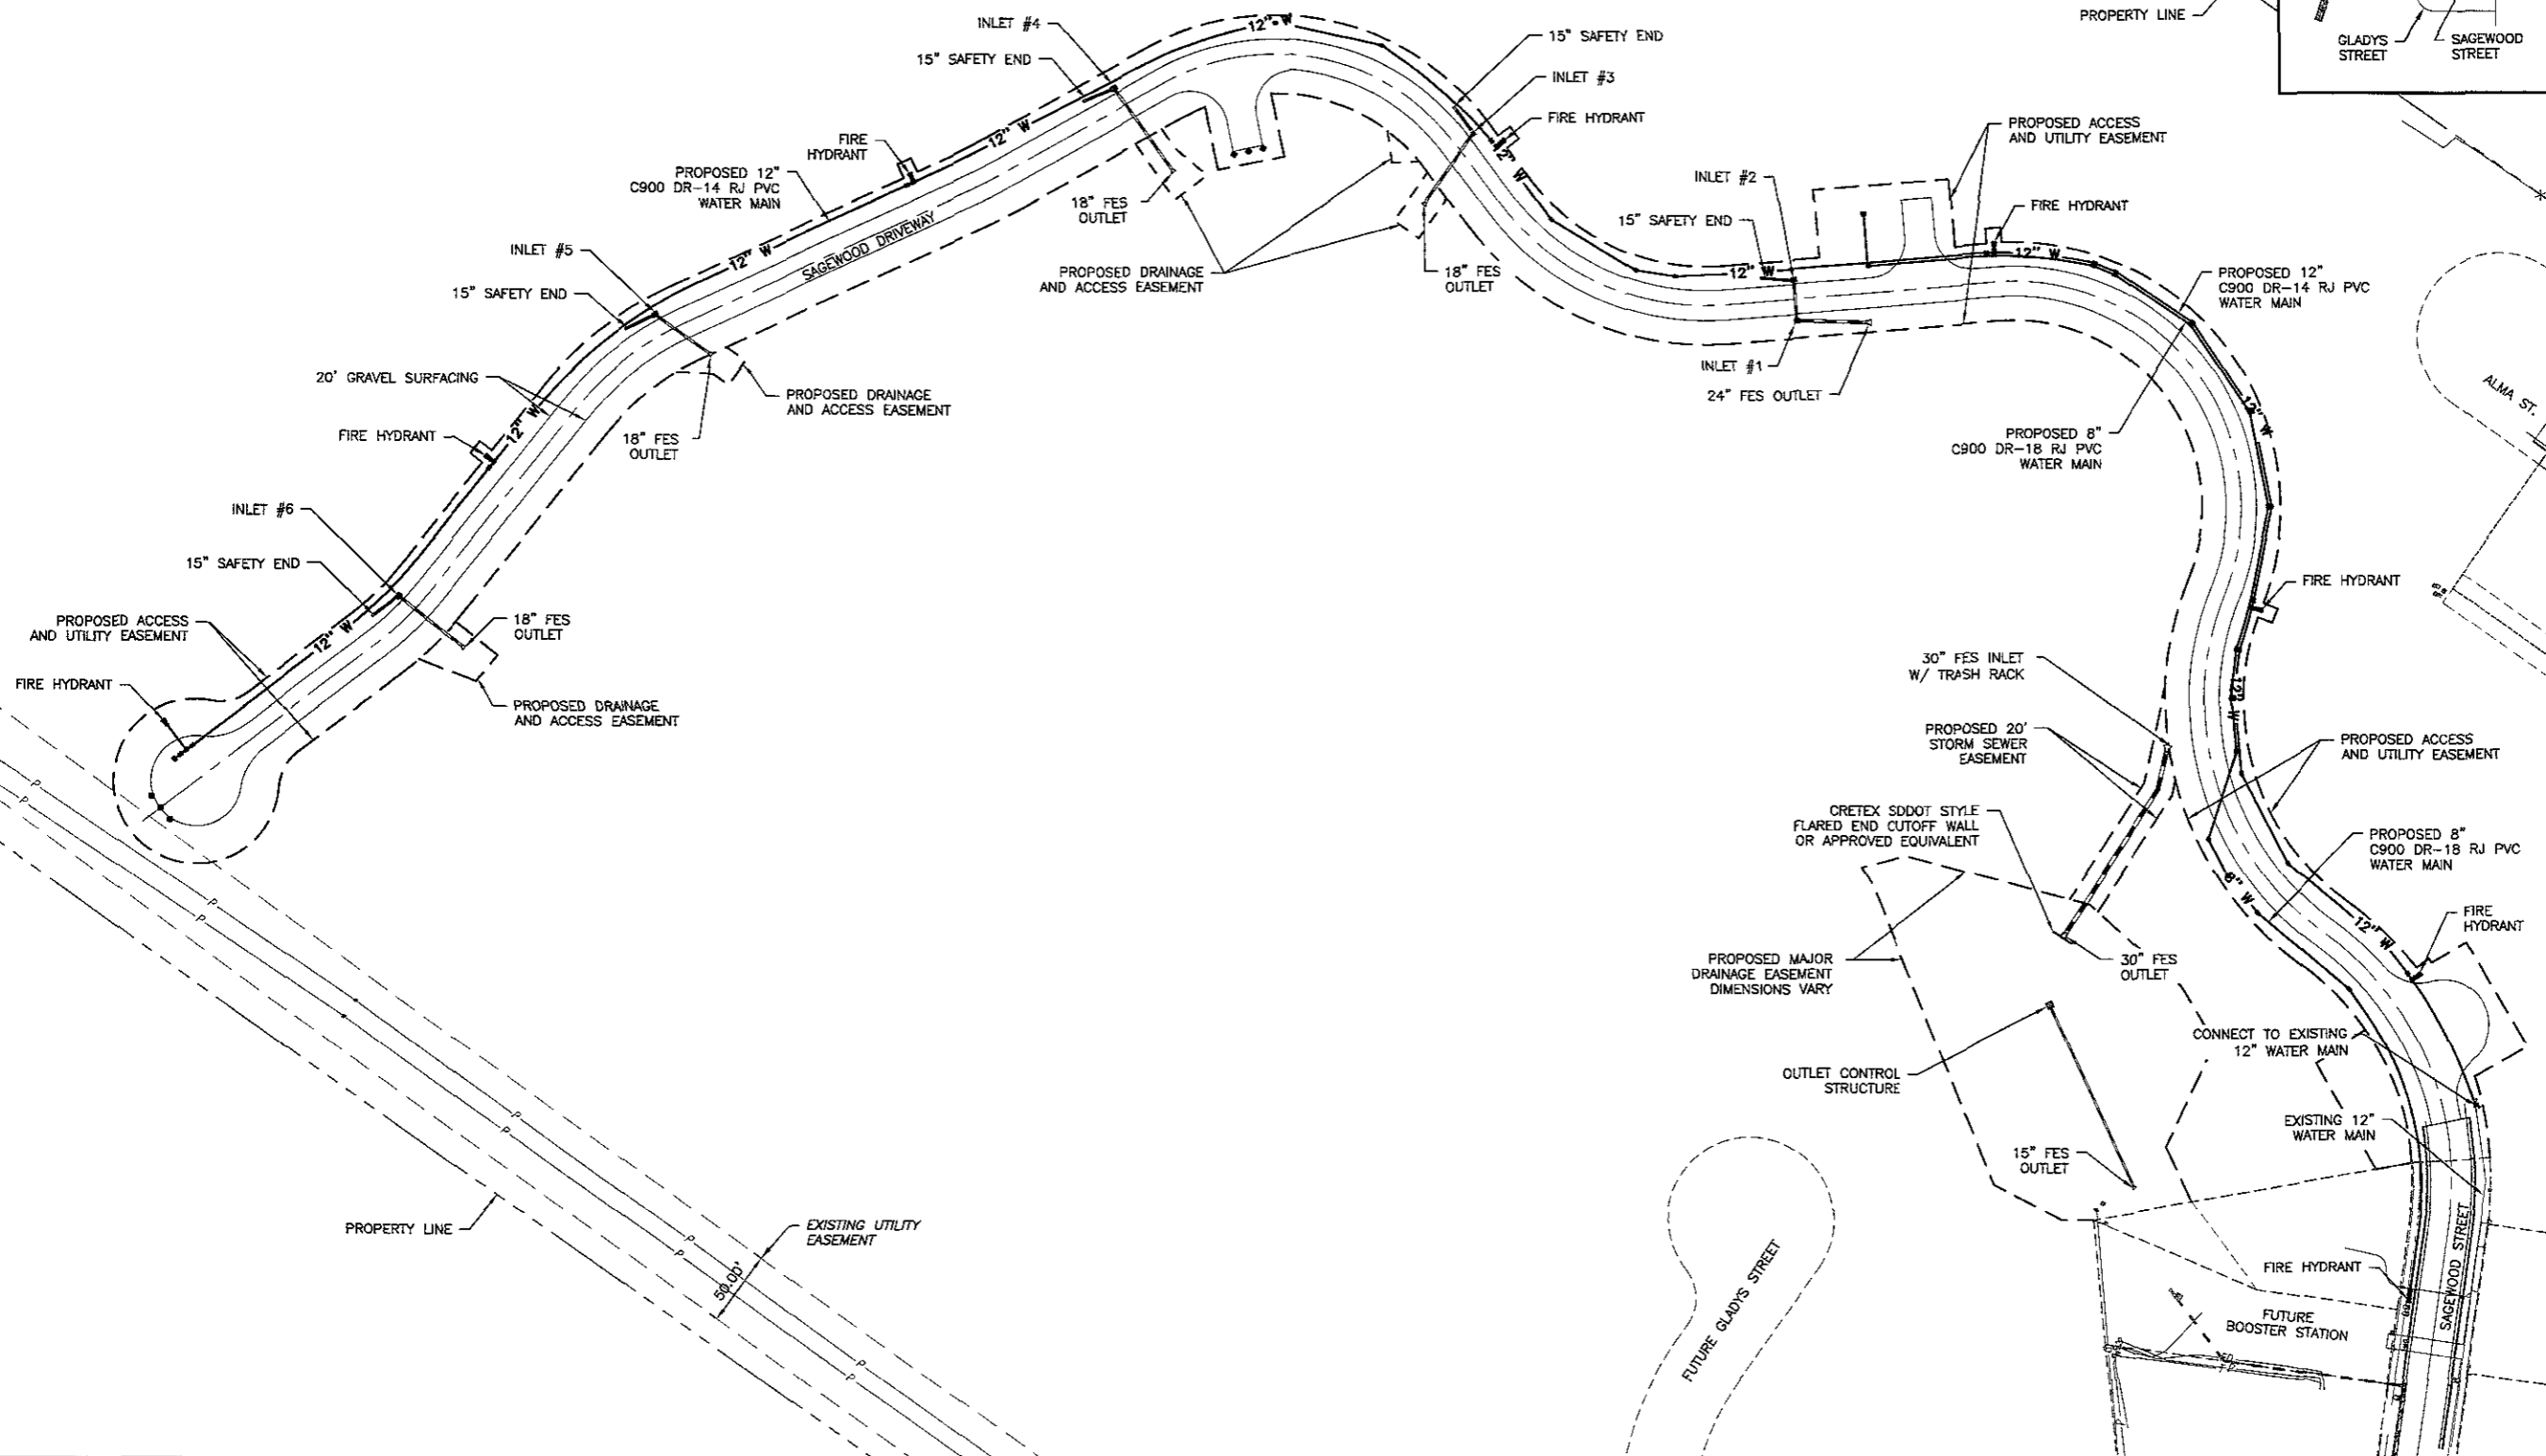 INLET #4
12" W
15" SAFETY END
PROPERTY LINE
GLADYS
STREET
SAGEWOOD
STREET
15" SAFETY END
INLET #3
FIRE HYDRANT
12" W
FIRE
HYDRANT
12" W
PROPOSED 12"
C900 DR-14 RJ PVC
WATER MAIN
18" FES
OUTLET
PROPOSED ACCESS
AND UTILITY EASEMENT
INLET #2
15" SAFETY END
FIRE HYDRANT
SAGEWOOD DRIVEWAY
12" W
INLET #5
15" SAFETY END
PROPOSED DRAINAGE
AND ACCESS EASEMENT
18" FES
OUTLET
12" W
12" W
PROPOSED 12"
C900 DR-14 RJ PVC
WATER MAIN
INLET #1
24" FES OUTLET
20' GRAVEL SURFACING
PROPOSED DRAINAGE
AND ACCESS EASEMENT
12" W
ALMA ST.
FIRE HYDRANT
18" FES
OUTLET
12" W
PROPOSED 8"
C900 DR-18 RJ PVC
WATER MAIN
INLET #6
15" SAFETY END
FIRE HYDRANT
PROPOSED ACCESS
AND UTILITY EASEMENT
12" W
18" FES
OUTLET
FIRE HYDRANT
PROPOSED DRAINAGE
AND ACCESS EASEMENT
30" FES INLET
W/ TRASH RACK
12" W
PROPOSED 20'
STORM SEWER
EASEMENT
PROPOSED ACCESS
AND UTILITY EASEMENT
CRETEX SDDOT STYLE
FLARED END CUTOFF WALL
OR APPROVED EQUIVALENT
PROPOSED 8"
C900 DR-18 RJ PVC
WATER MAIN
8" W
12" W
FIRE
HYDRANT
PROPOSED MAJOR
DRAINAGE EASEMENT
DIMENSIONS VARY
30" FES
OUTLET
CONNECT TO EXISTING
12" WATER MAIN
OUTLET CONTROL
STRUCTURE
EXISTING 12"
WATER MAIN
15" FES
OUTLET
PROPERTY LINE
EXISTING UTILITY
EASEMENT
50.00'
FUTURE GLADYS STREET
SAGEWOOD STREET
FIRE HYDRANT
FUTURE
BOOSTER STATION
P
P
P
P
P
P
P
P
P
P